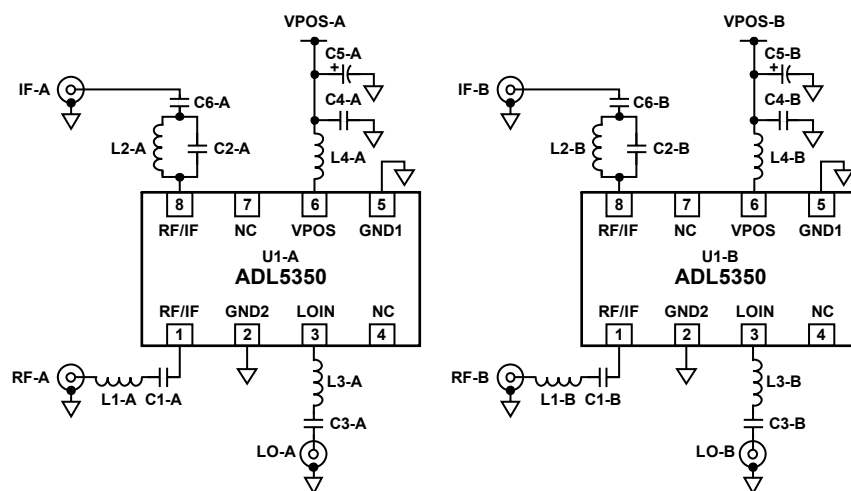 VPOS-A
VPOS-B
+
C5-A
+
C5-B
IF-A
C6-A
C4-A
IF-B
C6-B
C4-B
L2-A
C2-A
L4-A
L2-B
C2-B
L4-B
8 7 6 5
8 7 6 5
RF/IF NC VPOS GND1
RF/IF NC VPOS GND1
U1-A
U1-B
ADL5350
ADL5350
RF/IF GND2 LOIN NC
RF/IF GND2 LOIN NC
1 2 3 4
1 2 3 4
RF-A
L1-A
C1-A
L3-A
RF-B
L1-B
C1-B
L3-B
C3-A
C3-B
LO-A
LO-B